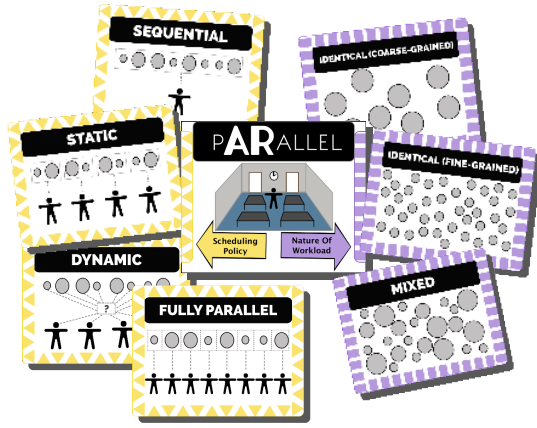 SEQUENTIAL
IDENTICAL (COARSE-GRAINED)
STATIC
pARALLEL
IDENTICAL (FINE-GRAINED)
Scheduling
Policy
Nature Of
Workload
DYNAMIC
?
MIXED
FULLY PARALLEL